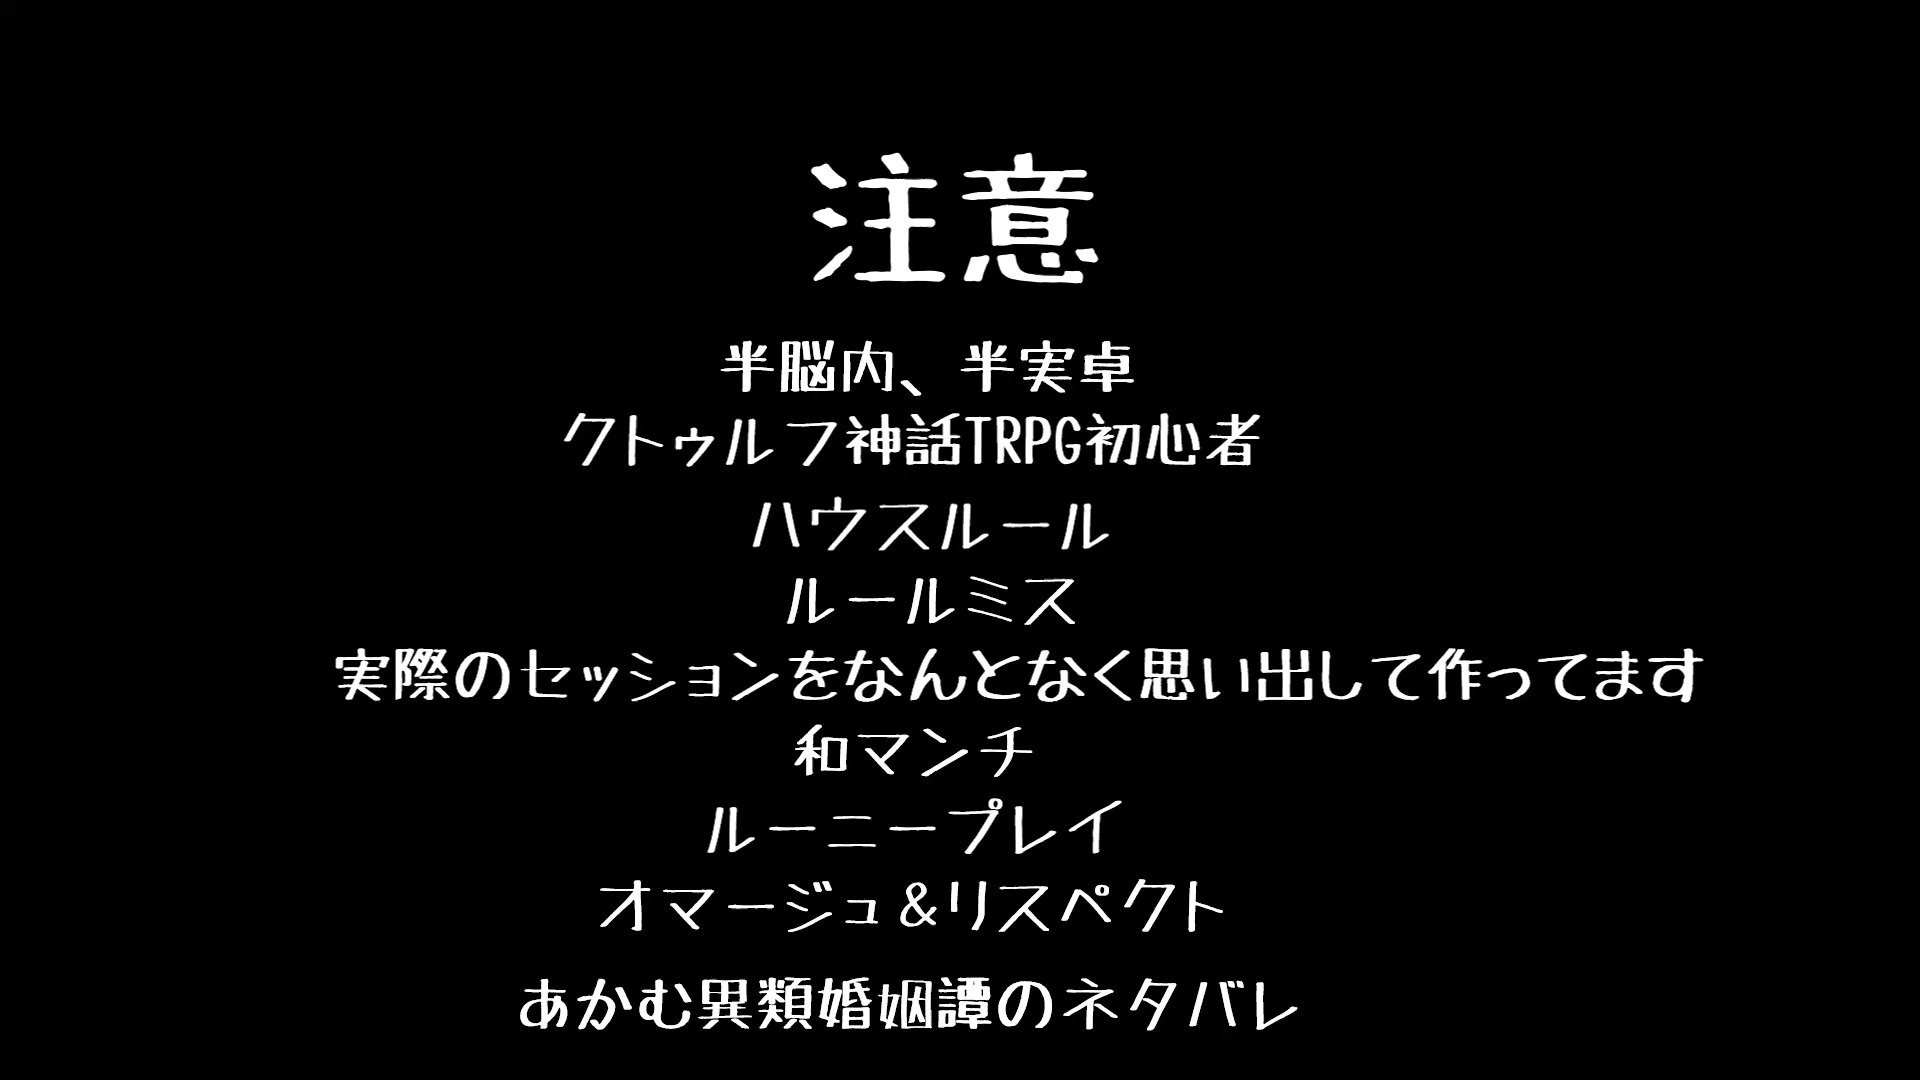 注意
半脳内、半実卓
クトゥルフ神話TRPG初心者
ハウスルール
ルールミス
実際のセッションをなんとなく思い出して作ってます
和マンチ
ルーニープレイ
オマージュ&リスペクト
あかむ異類婚姻譚のネタバレ